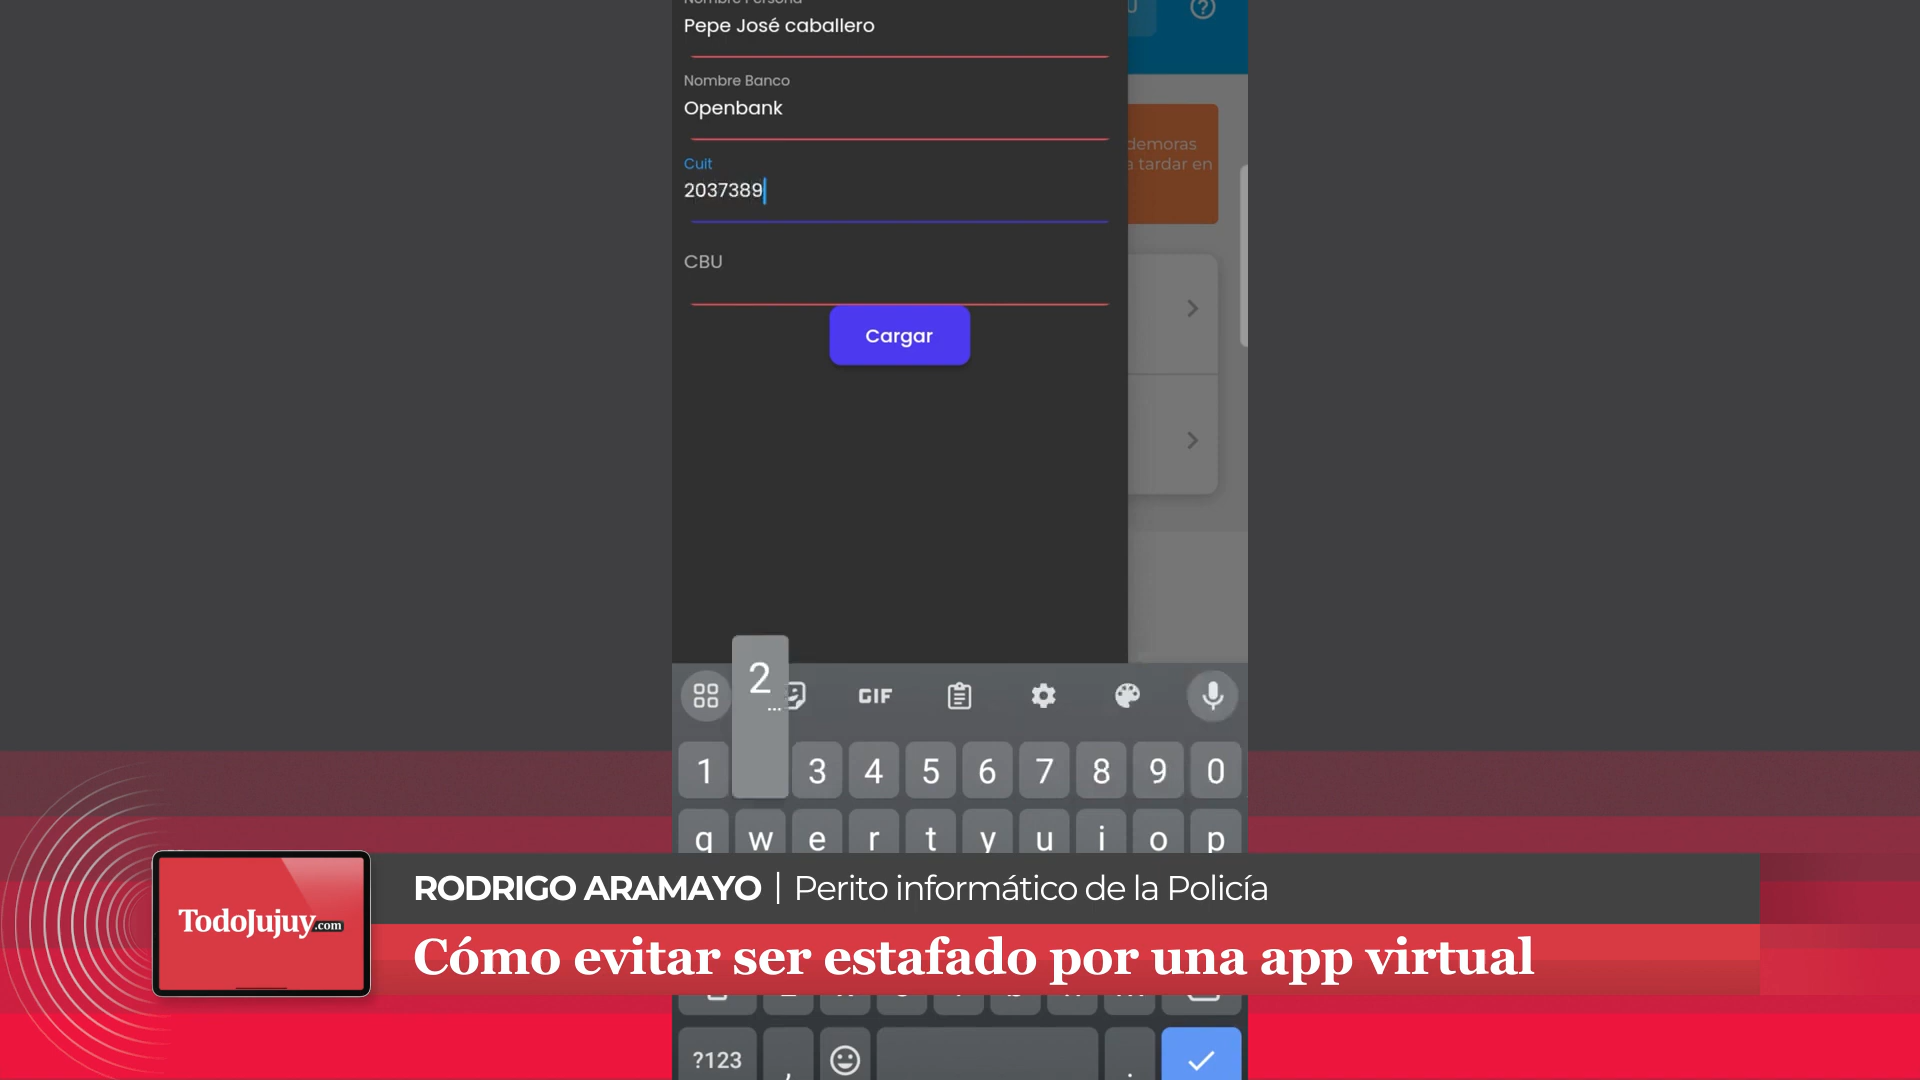 Nombre Persona
Pepe José caballero
Nombre Banco
Openbank
Cuit
2037389
CBU
Cargar
demoras
a tardar en
2
...
GIF
1 3 4 5 6 7 8 9 0
q w e r t y u i o p
RODRIGO ARAMAYO | Perito informático de la Policía
TodoJujuy.com
Cómo evitar ser estafado por una app virtual
?123 , .